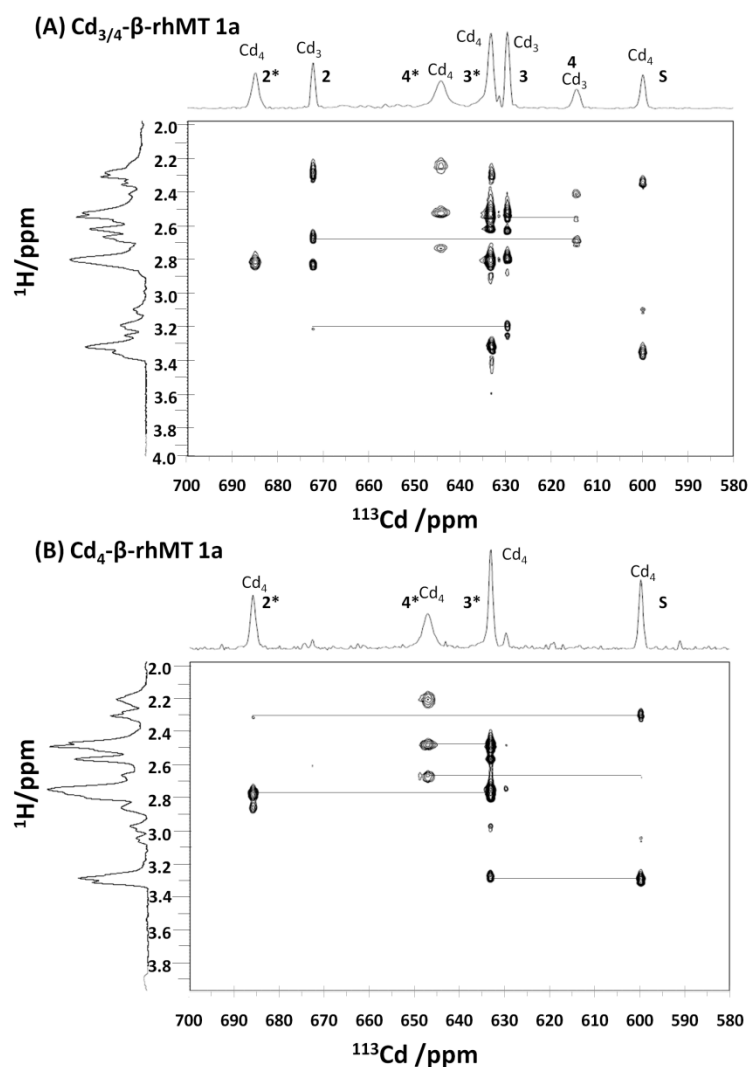 (A) Cd3/4-β-rhMT 1a
Cd4 Cd3 Cd4 Cd3 4 Cd4
2* 2 4* Cd4 3* 3 Cd3 S
2.0
2.2
2.4
2.6
2.8
3.0
3.2
3.4
3.6
4.0
¹H/ppm
700 690 680 670 660 650 640 630 620 610 600 590 580
¹¹³Cd /ppm
(B) Cd4-β-rhMT 1a
Cd4 Cd4 Cd4 Cd4
2* 4* 3* S
2.0
2.2
2.4
2.6
2.8
3.0
3.2
3.4
3.6
3.8
¹H/ppm
700 690 680 670 660 650 640 630 620 610 600 590 580
¹¹³Cd /ppm